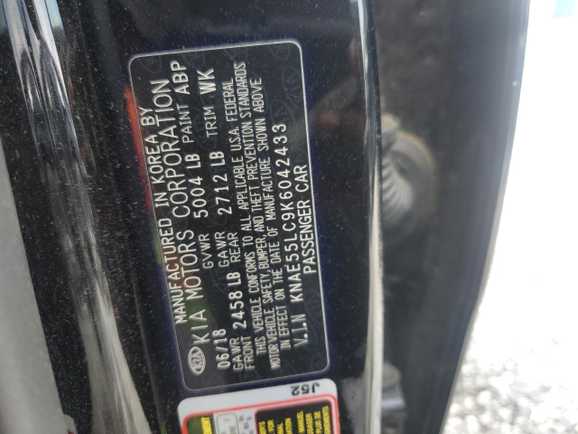 MANUFACTURED IN KOREA BY
KIA KIA MOTORS CORPORATION
06/18 GVWR 5004 LB PAINT ABP
GAWR FRONT 2458 LB GAWR REAR 2712 LB TRIM WK
THIS VEHICLE CONFORMS TO ALL APPLICABLE U.S.A. FEDERAL
MOTOR VEHICLE SAFETY, BUMPER, AND THEFT PREVENTION STANDARDS
IN EFFECT ON THE DATE OF MANUFACTURE SHOWN ABOVE
V.I.N KNAE55LC9K6042433
PASSENGER CAR
J52